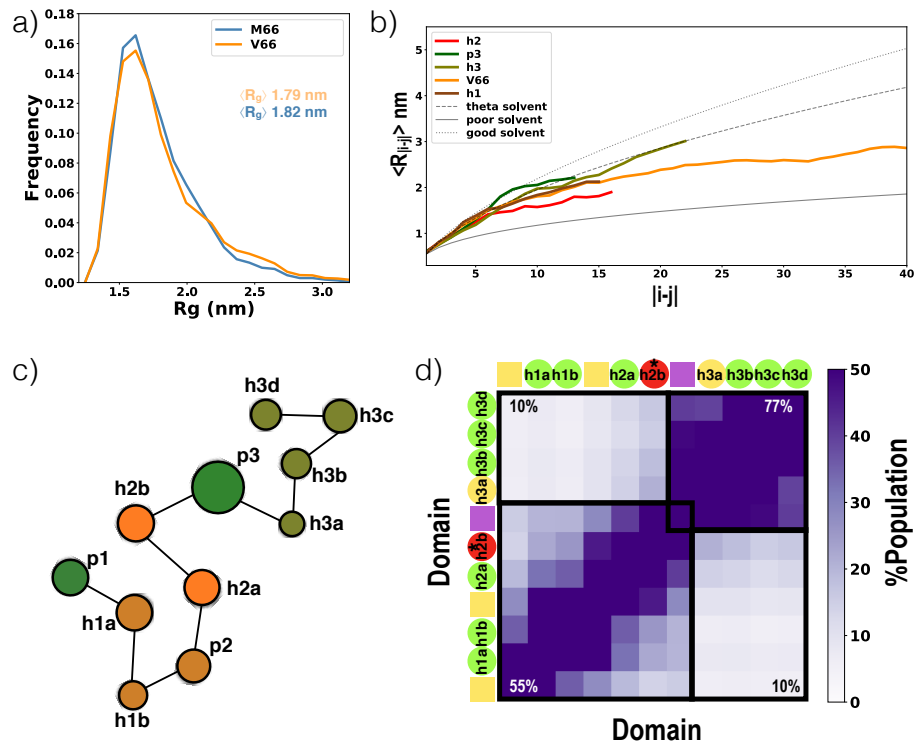 a)
0.18
0.16
0.14
0.12
0.10
0.08
0.06
0.04
0.02
0.00
Frequency
M66
V66
⟨Rg⟩ 1.79 nm
⟨Rg⟩ 1.82 nm
1.5 2.0 2.5 3.0
Rg (nm)
b)
5
4
3
2
1
<R|i-j|> nm
h2
p3
h3
V66
h1
theta solvent
poor solvent
good solvent
5 10 15 20 25 30 35 40
|i-j|
c)
h3d
h3c
p3
h3b
h2b
h3a
p1
h2a
h1a
p2
h1b
d)
h1a h1b h2a * h2b h3a h3b h3c h3d
h3d
h3c
h3b
h3a
* h2b
h2a
h1b
h1a
Domain
10% 77%
55% 10%
Domain
50
40
30
20
10
0
%Population